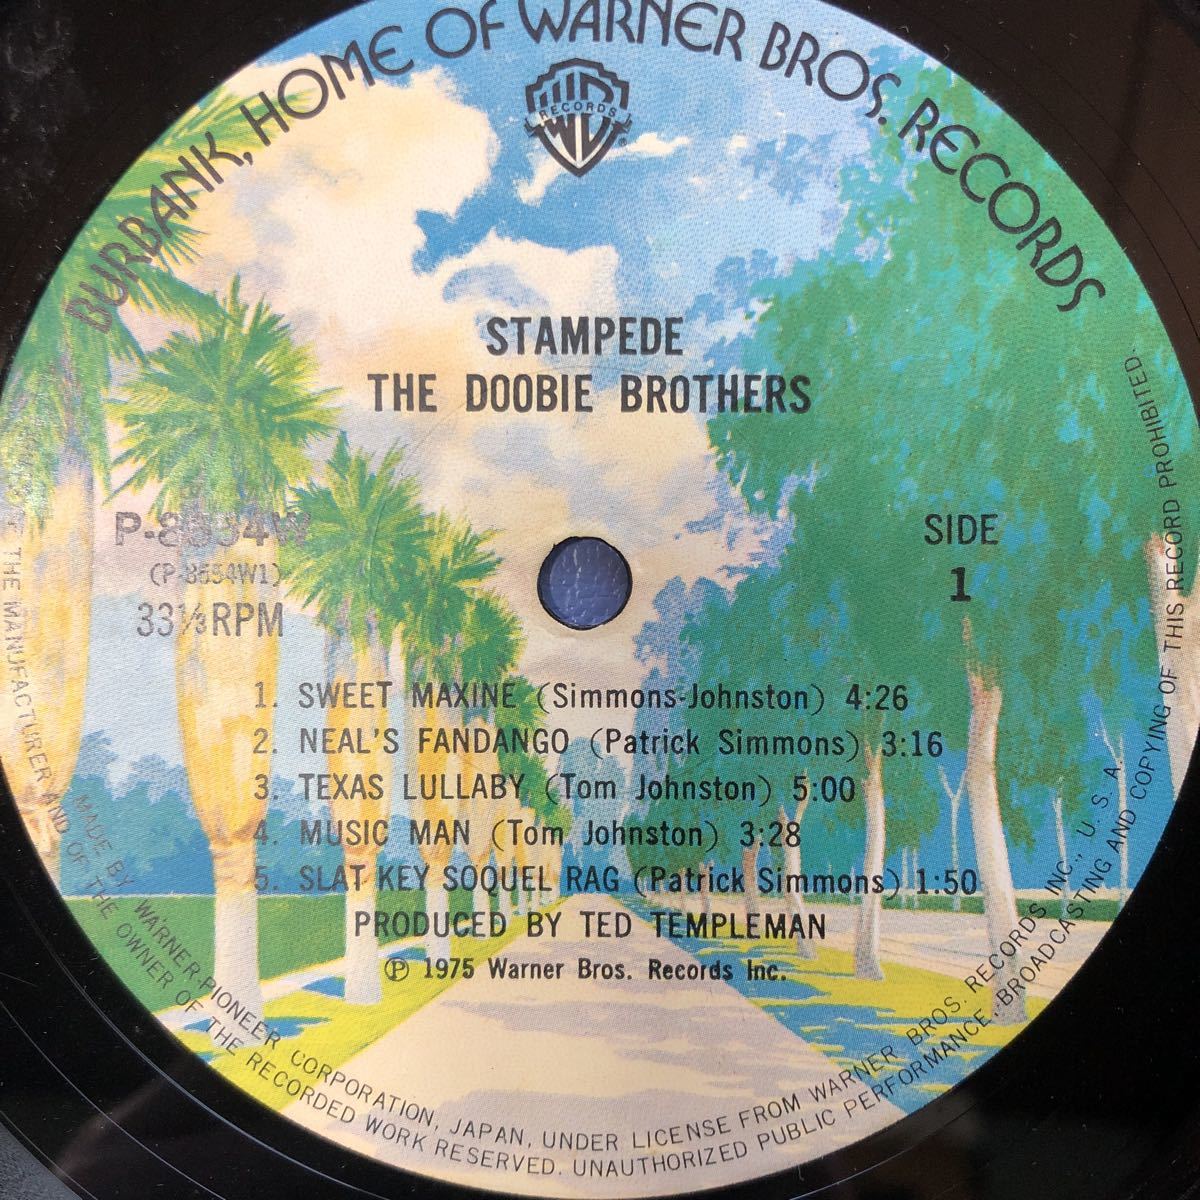 BURBANK, HOME OF WARNER BROS. RECORDS
RECORDS
STAMPEDE
THE DOOBIE BROTHERS
P-8554W
(P-8554W1)
33⅓RPM
SIDE
1
1. SWEET MAXINE (Simmons-Johnston) 4:26
2. NEAL'S FANDANGO (Patrick Simmons) 3:16
3. TEXAS LULLABY (Tom Johnston) 5:00
4. MUSIC MAN (Tom Johnston) 3:28
5. SLAT KEY SOQUEL RAG (Patrick Simmons) 1:50
PRODUCED BY TED TEMPLEMAN
Ⓟ 1975 Warner Bros. Records Inc.
MADE BY WARNER-PIONEER CORPORATION, JAPAN, UNDER LICENSE FROM WARNER BROS. RECORDS INC., U. S. A.
THE MANUFACTURER AND OF THE OWNER OF THE RECORDED WORK RESERVED. UNAUTHORIZED PUBLIC PERFORMANCE, BROADCASTING AND COPYING OF THIS RECORD PROHIBITED.